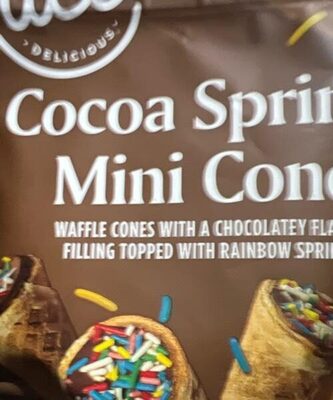 DELICIOUS
Cocoa Sprin
Mini Con
WAFFLE CONES WITH A CHOCOLATEY FLA
FILLING TOPPED WITH RAINBOW SPRI